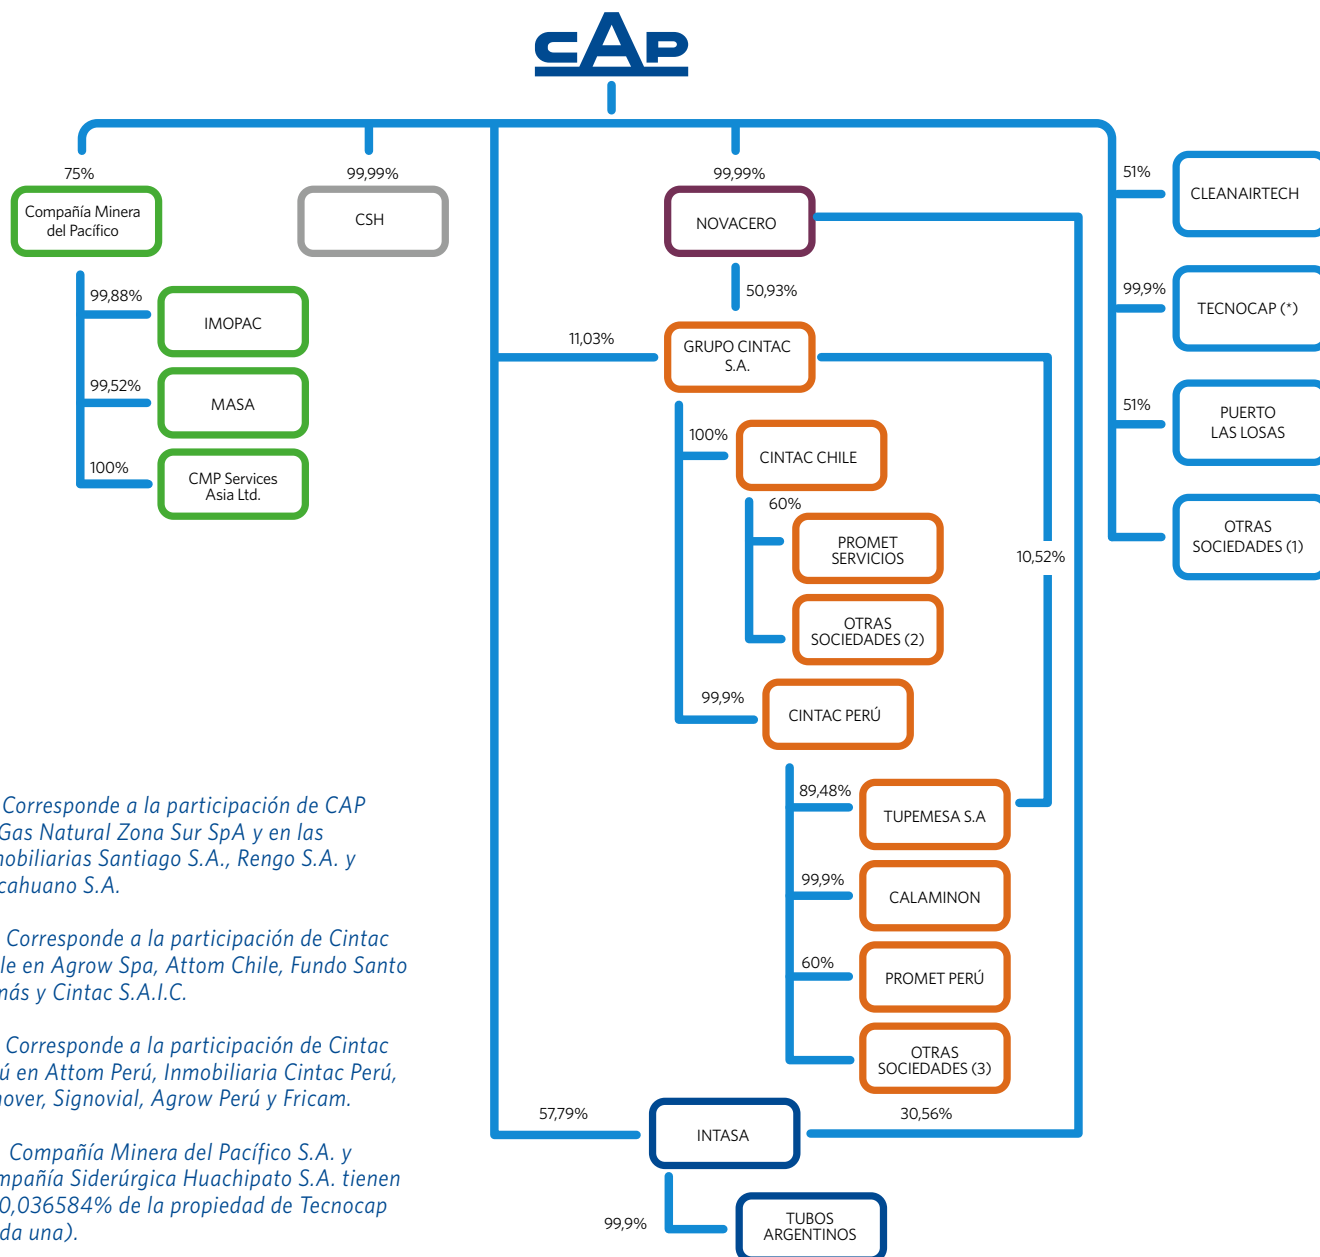 CAP
75%
Compañía Minera
del Pacífico
99,88%
IMOPAC
99,52%
MASA
100%
CMP Services
Asia Ltd.
99,99%
CSH
99,99%
NOVACERO
50,93%
11,03%
GRUPO CINTAC
S.A.
100%
CINTAC CHILE
60%
PROMET
SERVICIOS
OTRAS
SOCIEDADES (2)
99,9%
CINTAC PERÚ
89,48%
TUPEMESA S.A
10,52%
99,9%
CALAMINON
60%
PROMET PERÚ
OTRAS
SOCIEDADES (3)
57,79%
INTASA
30,56%
99,9%
TUBOS
ARGENTINOS
51%
CLEANAIRTECH
99,9%
TECNOCAP (*)
51%
PUERTO
LAS LOSAS
OTRAS
SOCIEDADES (1)
Corresponde a la participación de CAP
Gas Natural Zona Sur SpA y en las
Santiago S.A., Rengo S.A. y
S.A.
Corresponde a la participación de Cintac
en Agrow Spa, Attom Chile, Fundo Santo
y Cintac S.A.I.C.
Corresponde a la participación de Cintac
en Attom Perú, Inmobiliaria Cintac Perú,
Signovial, Agrow Perú y Fricam.
Compañía Minera del Pacífico S.A. y
Siderúrgica Huachipato S.A. tienen
0,036584% de la propiedad de Tecnocap
una).